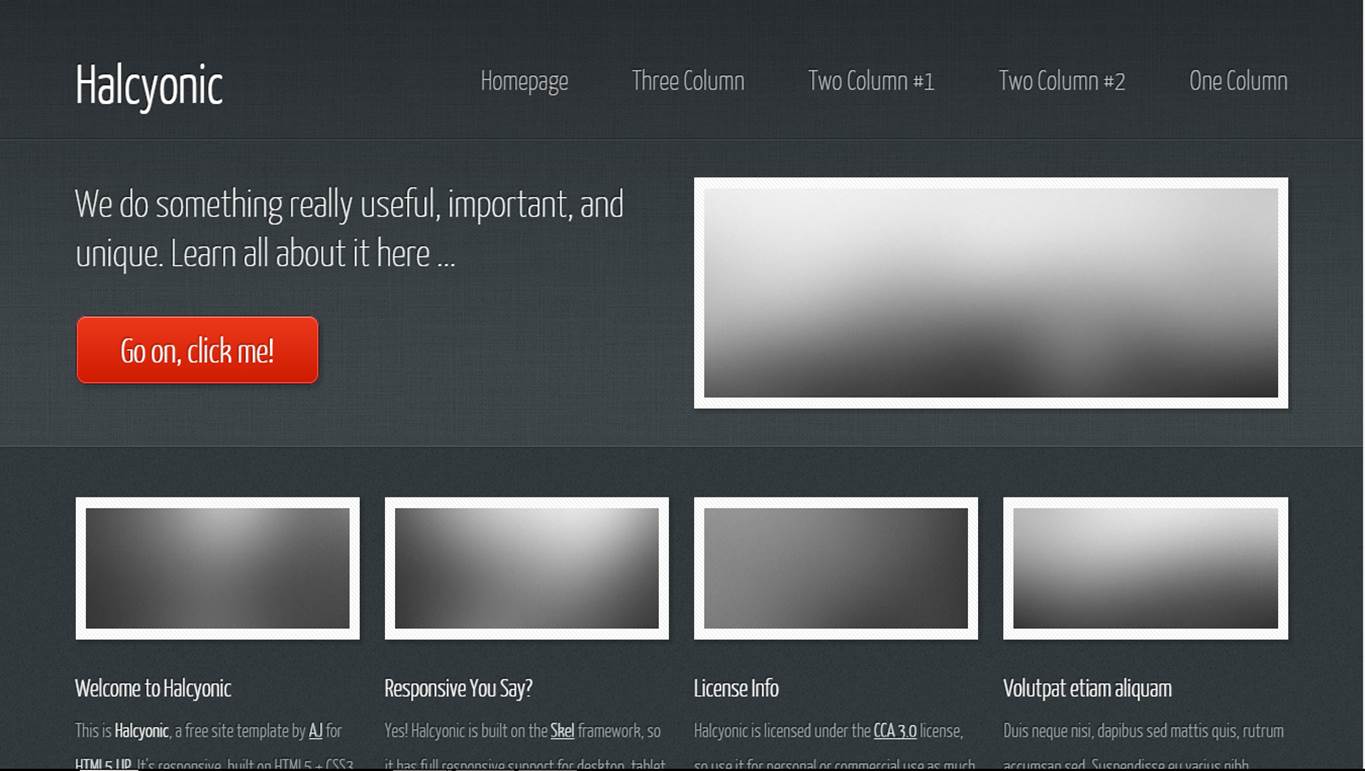 Halcyonic
Homepage
Three Column
Two Column #1
Two Column #2
One Column
We do something really useful, important, and
unique. Learn all about it here ...
Go on, click me!
Welcome to Halcyonic
This is Halcyonic, a free site template by AJ for
HTML5 UP. It's responsive, built on HTML5 + CSS3
Responsive You Say?
Yes! Halcyonic is built on the Skel framework, so
it has full responsive support for desktop, tablet
License Info
Halcyonic is licensed under the CCA 3.0 license,
so use it for personal or commercial use as much
Volutpat etiam aliquam
Duis neque nisi, dapibus sed mattis quis, rutrum
accumsan sed. Suspendisse eu varius nibh